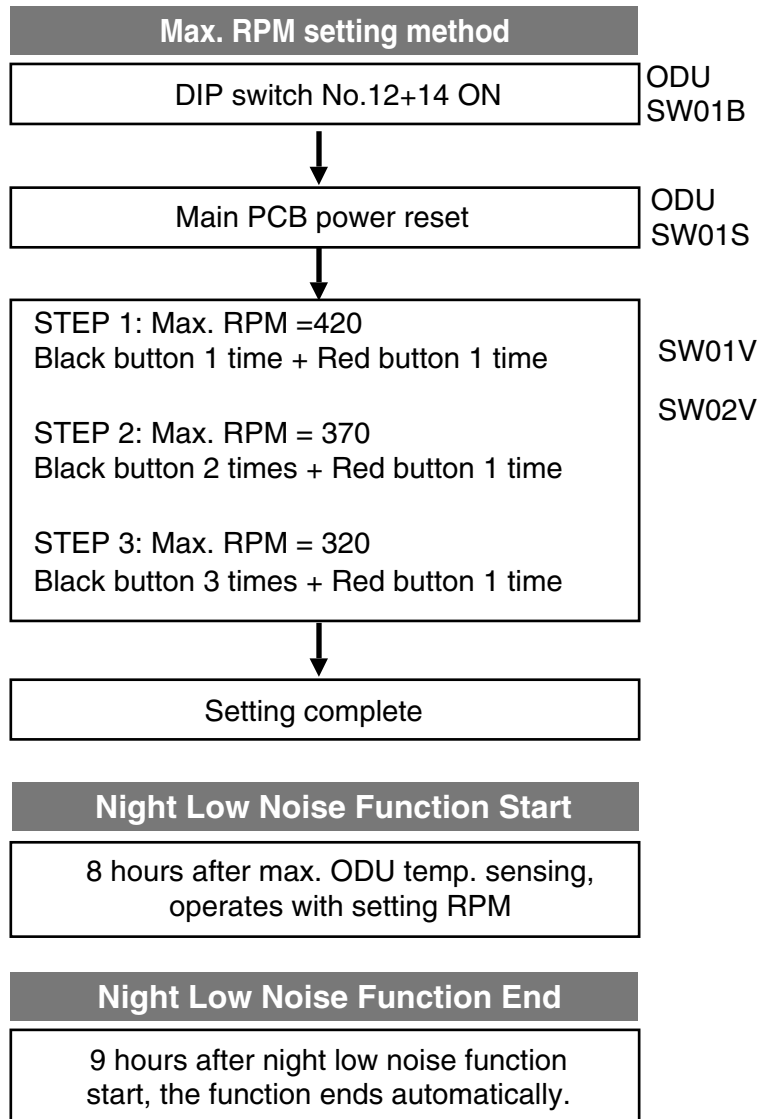 Max. RPM setting method
DIP switch No.12+14 ON
ODU
SW01B
Main PCB power reset
ODU
SW01S
STEP 1: Max. RPM =420
Black button 1 time + Red button 1 time
SW01V
SW02V
STEP 2: Max. RPM = 370
Black button 2 times + Red button 1 time
STEP 3: Max. RPM = 320
Black button 3 times + Red button 1 time
Setting complete
Night Low Noise Function Start
8 hours after max. ODU temp. sensing,
operates with setting RPM
Night Low Noise Function End
9 hours after night low noise function
start, the function ends automatically.